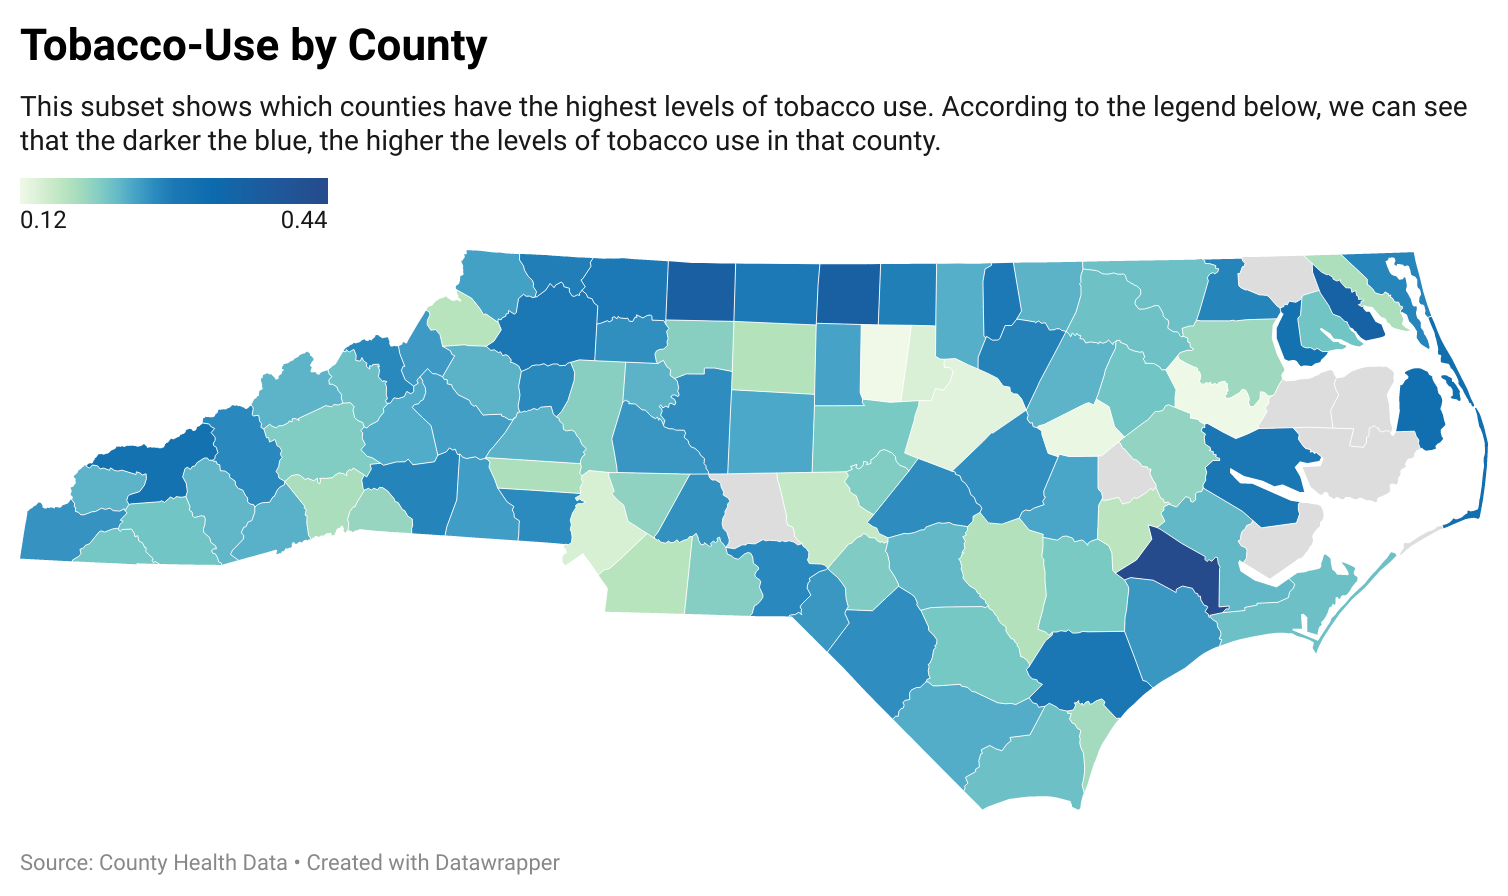 Tobacco-Use by County
This subset shows which counties have the highest levels of tobacco use. According to the legend below, we can see
that the darker the blue, the higher the levels of tobacco use in that county.
0.12 0.44
Source: County Health Data • Created with Datawrapper